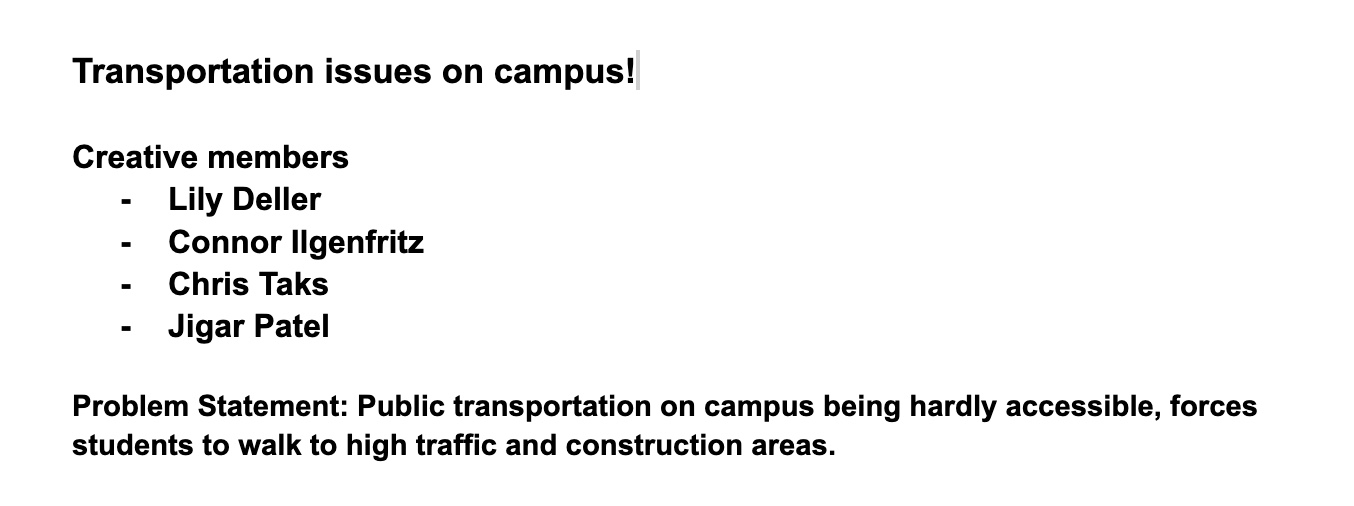 Transportation issues on campus!
Creative members
- Lily Deller
- Connor Ilgenfritz
- Chris Taks
- Jigar Patel
Problem Statement: Public transportation on campus being hardly accessible, forces
students to walk to high traffic and construction areas.